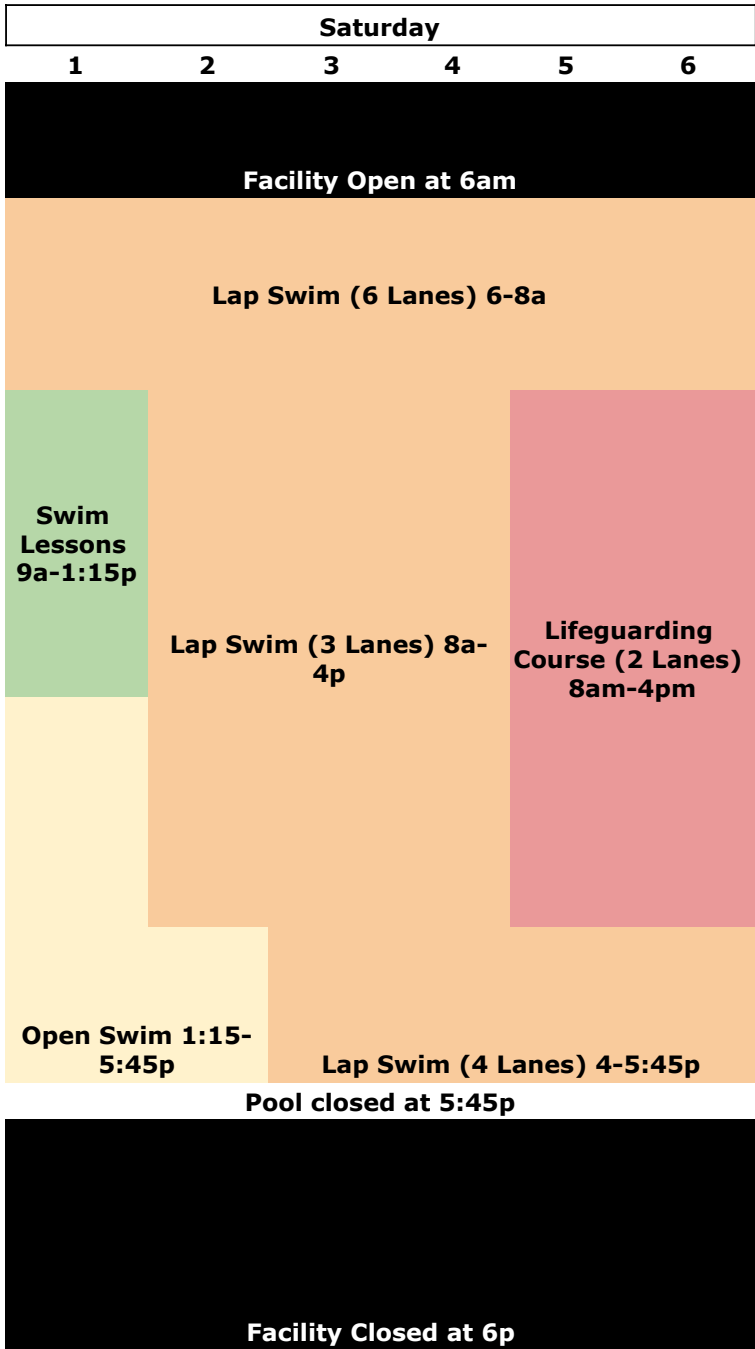 Saturday
1 2 3 4 5 6
Facility Open at 6am
Lap Swim (6 Lanes) 6-8a
Swim
Lessons
9a-1:15p
Lap Swim (3 Lanes) 8a-
4p
Lifeguarding
Course (2 Lanes)
8am-4pm
Open Swim 1:15-
5:45p
Lap Swim (4 Lanes) 4-5:45p
Pool closed at 5:45p
Facility Closed at 6p